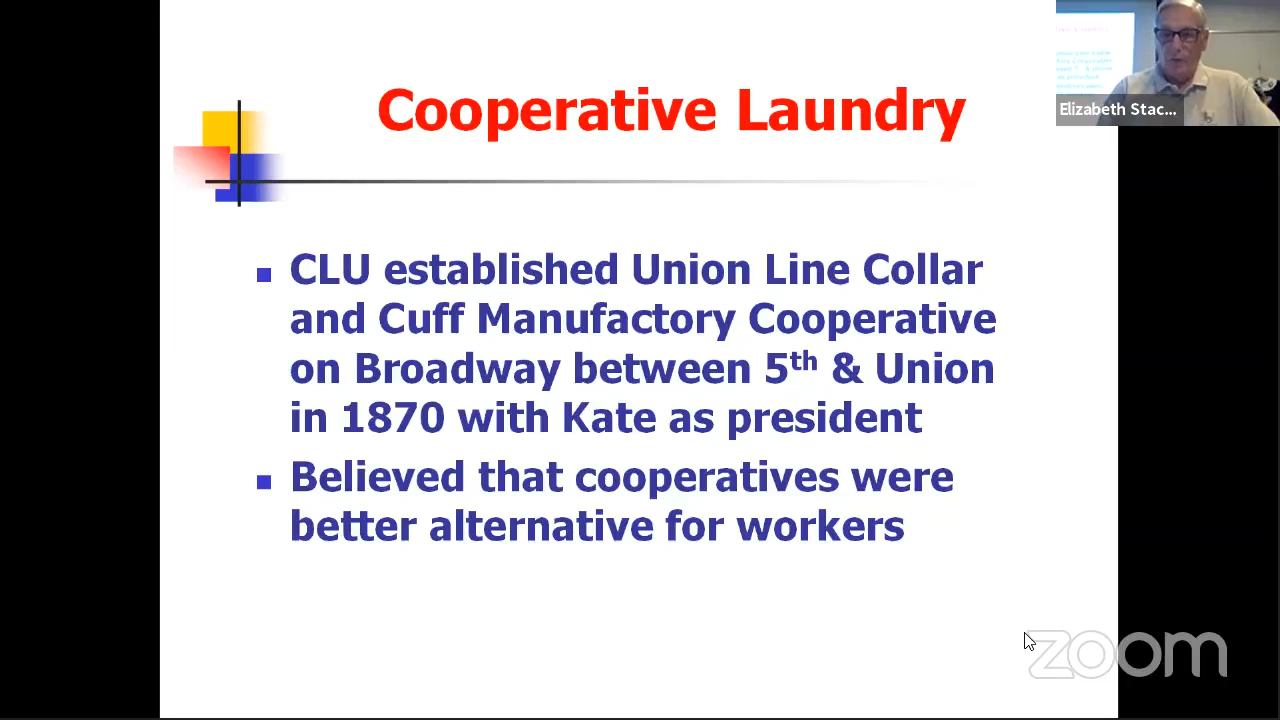 Cooperative Laundry
Elizabeth Stac...
CLU established Union Line Collar
and Cuff Manufactory Cooperative
on Broadway between 5th & Union
in 1870 with Kate as president
Believed that cooperatives were
better alternative for workers
zoom